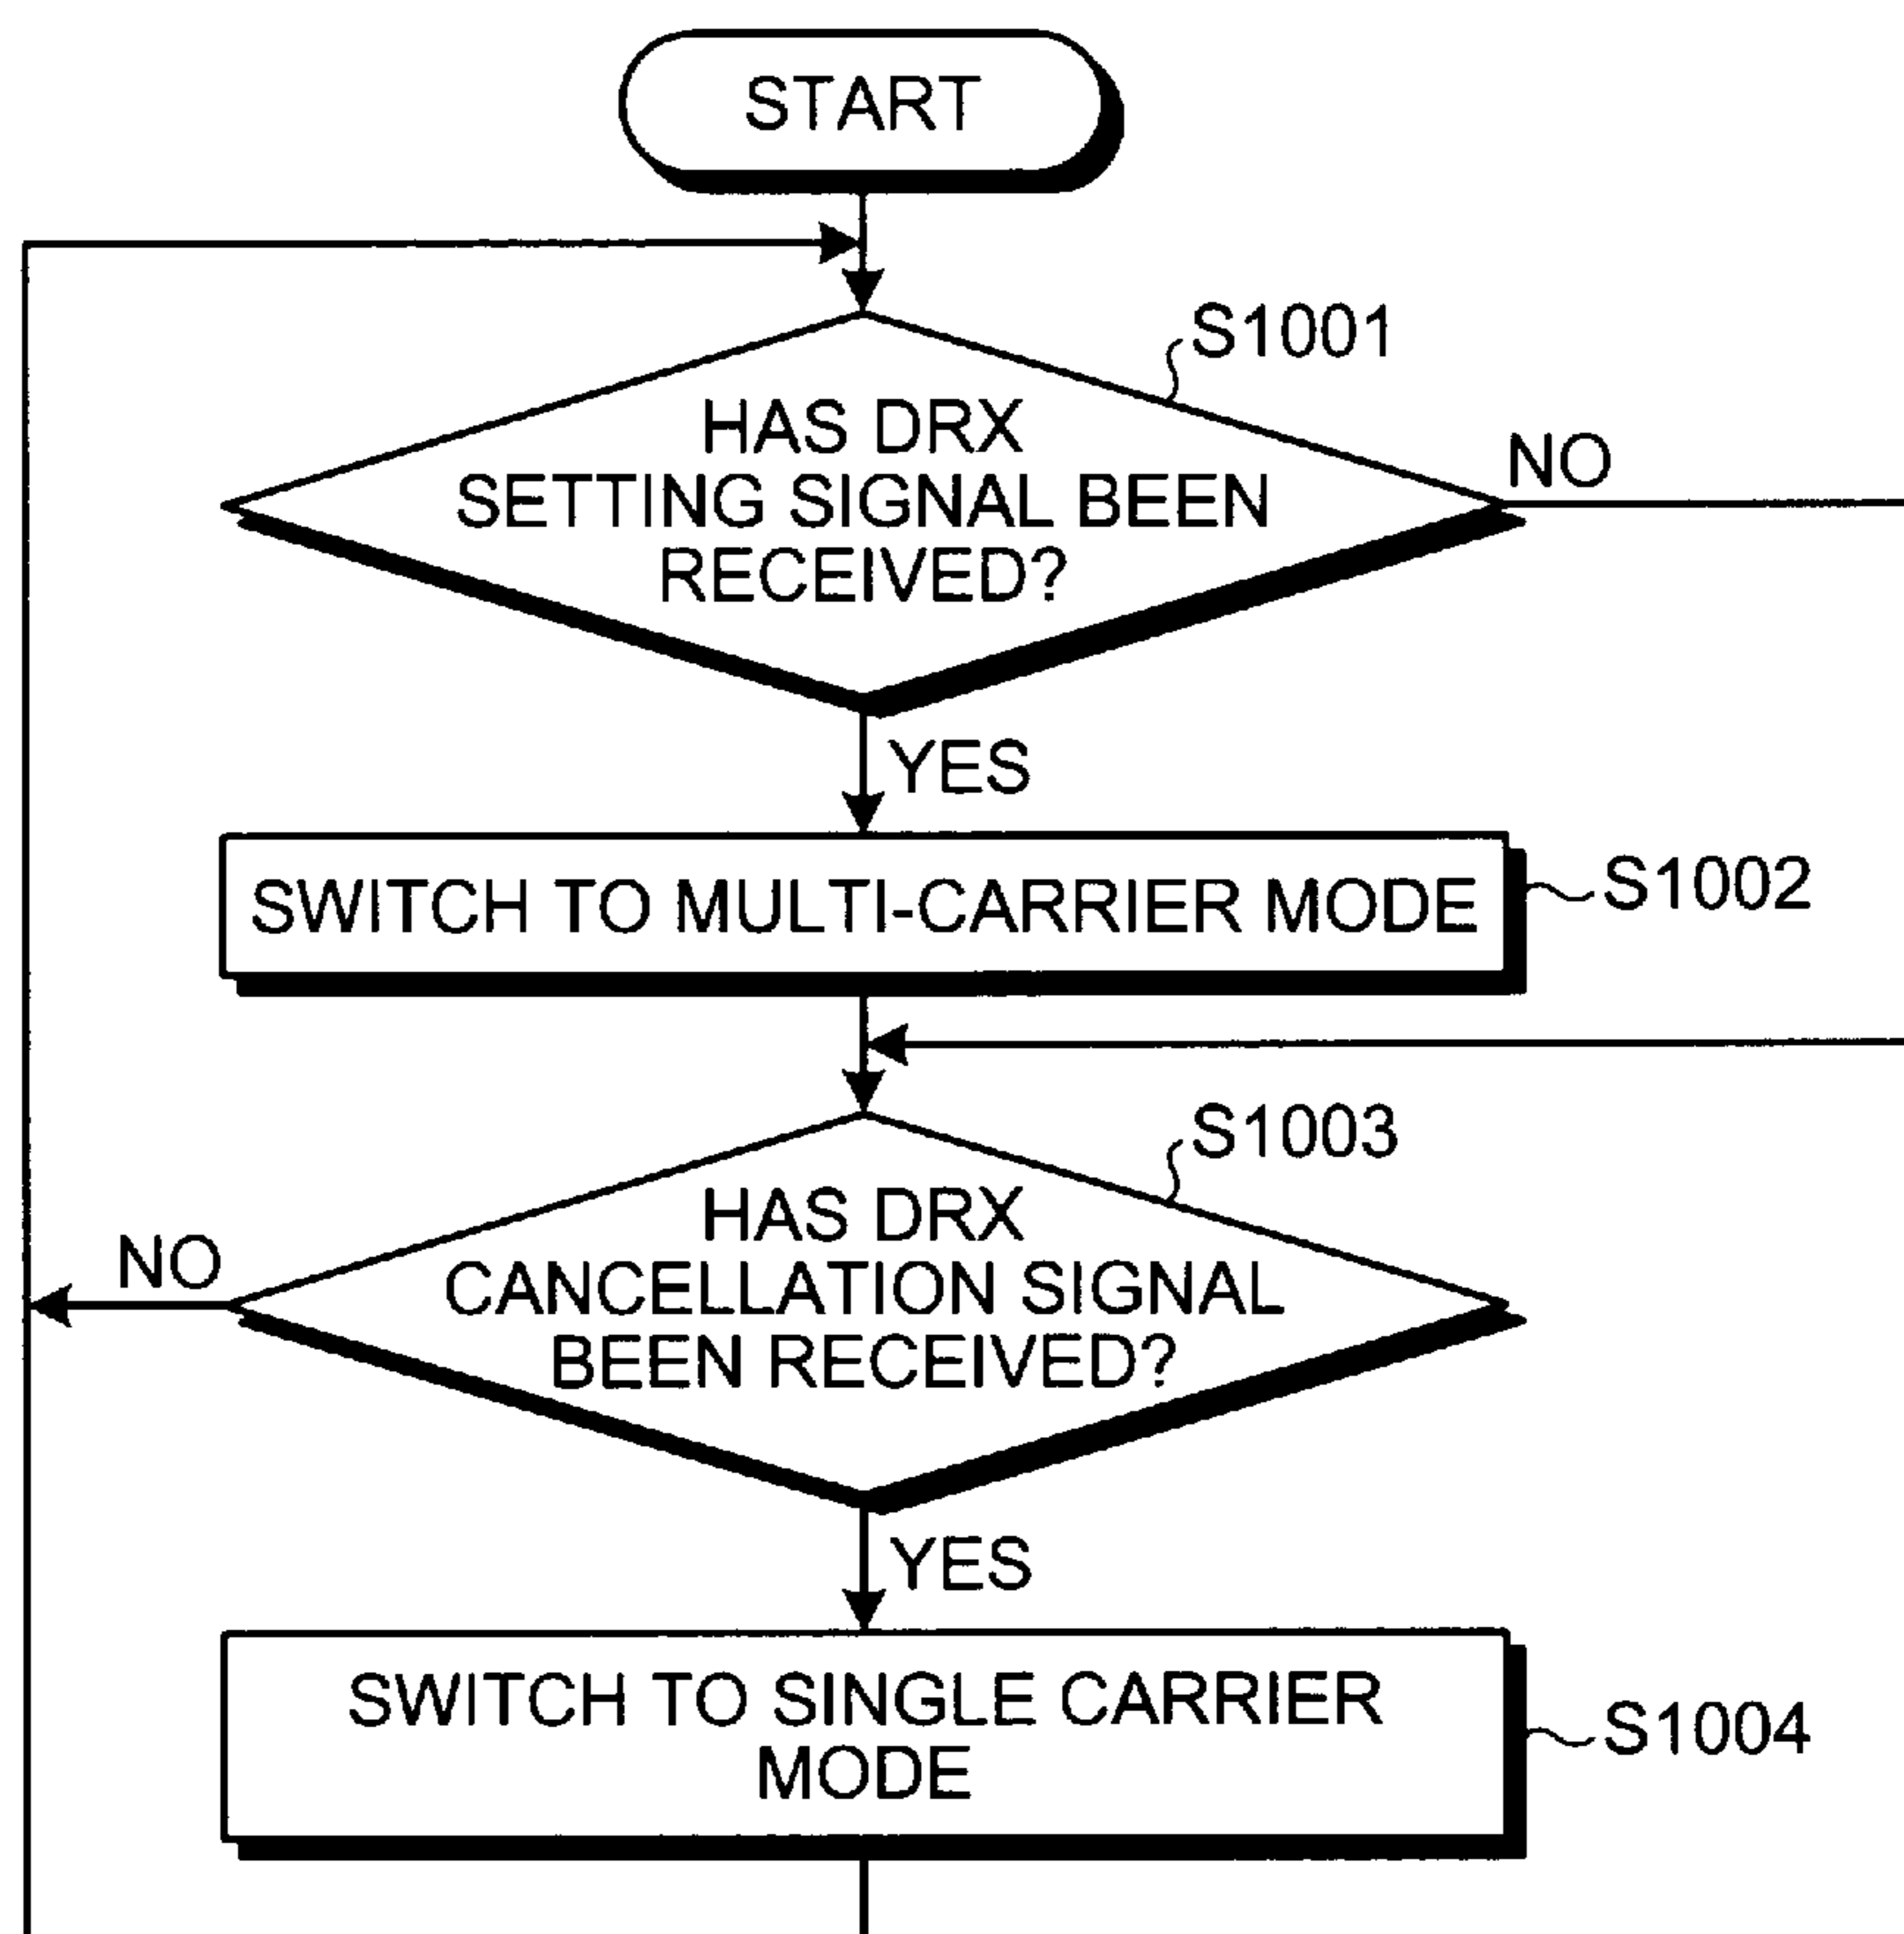 START
S1001
HAS DRX
SETTING SIGNAL BEEN
RECEIVED?
NO
YES
SWITCH TO MULTI-CARRIER MODE
S1002
S1003
HAS DRX
CANCELLATION SIGNAL
BEEN RECEIVED?
NO
YES
SWITCH TO SINGLE CARRIER
MODE
S1004